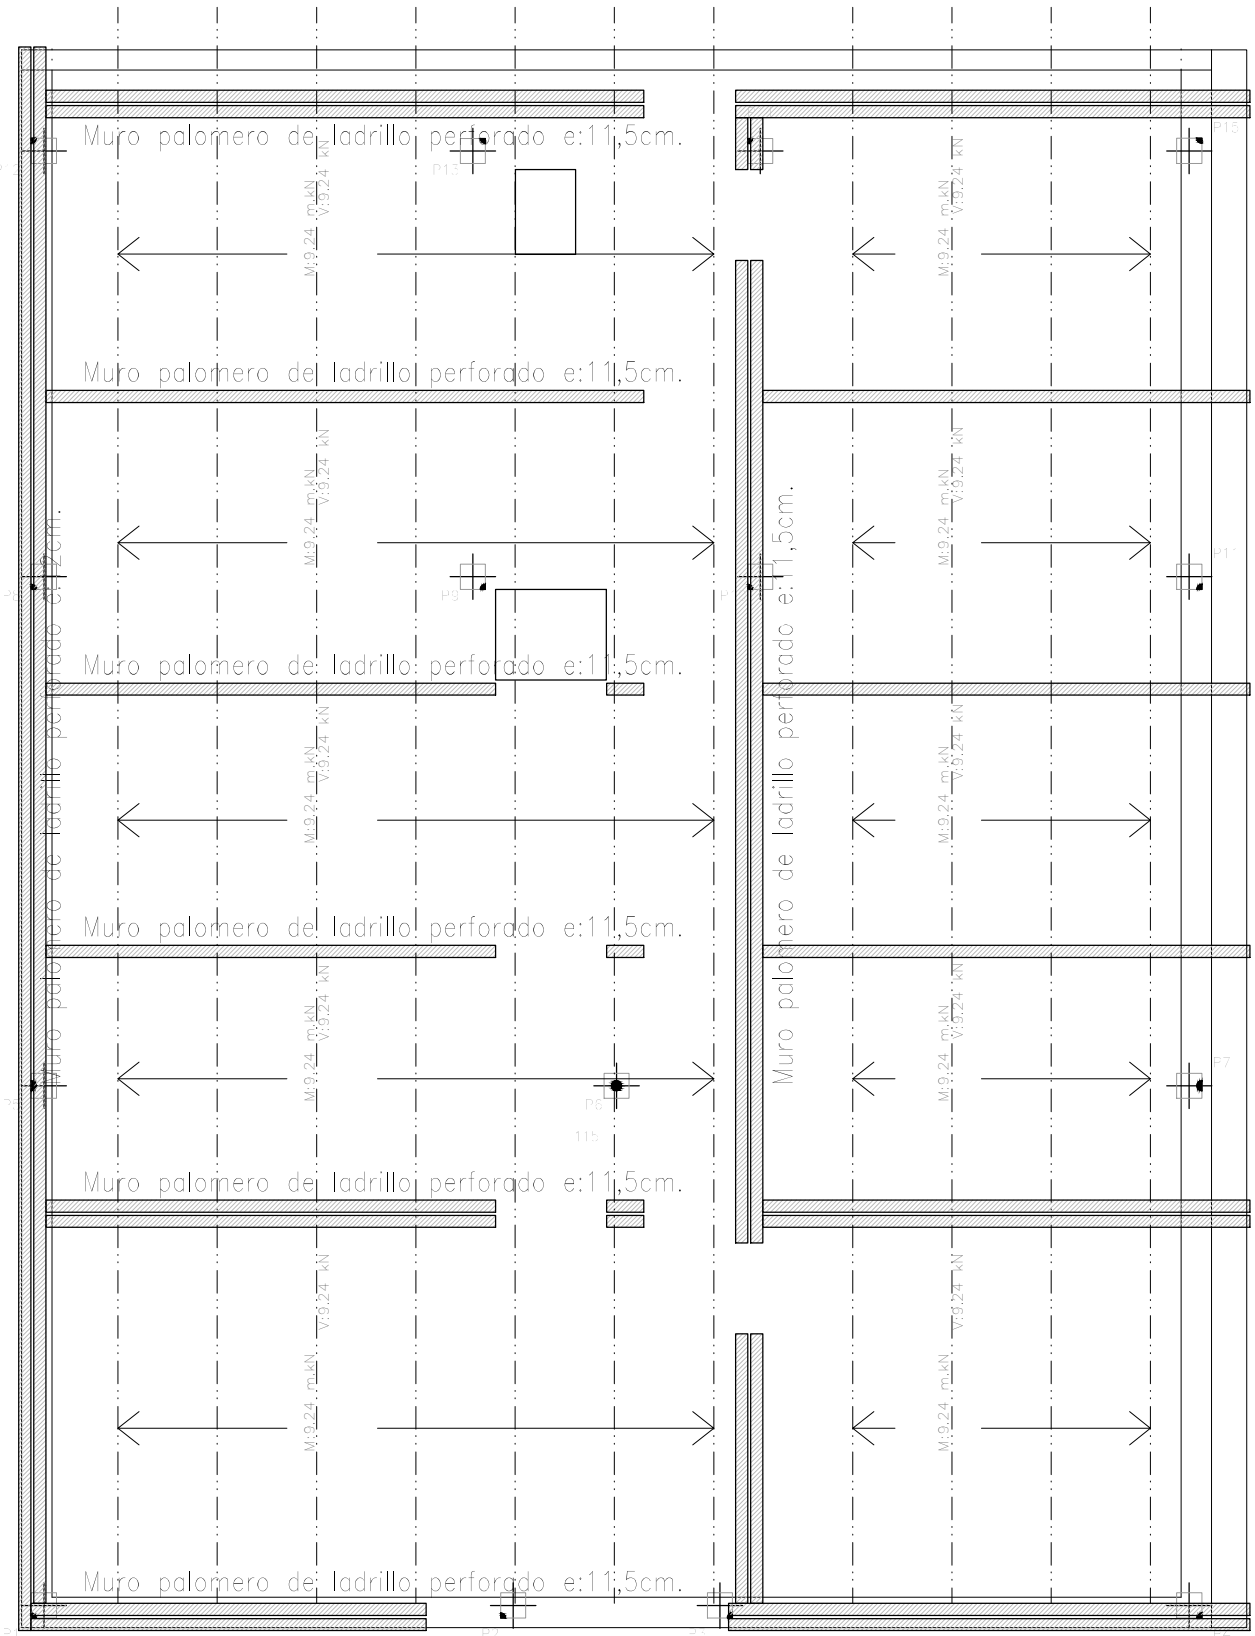 Muro palomero de ladrillo perforado e:11,5cm.
P15
P13
V:9.24 kN
M:9.24 m.kN
V:9.24 kN
M:9.24 m.kN
Muro palomero de ladrillo perforado e:11,5cm.
V:9.24 kN
M:9.24 m.kN
V:9.24 kN
M:9.24 m.kN
Muro palomero de ladrillo perforado
Muro palomero de ladrillo perforado e:11,5cm.
P11
P9
Muro palomero de ladrillo perforado e:11,5cm.
V:9.24 kN
M:9.24 m.kN
V:9.24 kN
M:9.24 m.kN
Muro palomero de ladrillo perforado e:11,5cm.
V:9.24 kN
M:9.24 m.kN
V:9.24 kN
M:9.24 m.kN
P7
P6
115
Muro palomero de ladrillo perforado e:11,5cm.
V:9.24 kN
M:9.24 m.kN
V:9.24 kN
M:9.24 m.kN
Muro palomero de ladrillo perforado e:11,5cm.